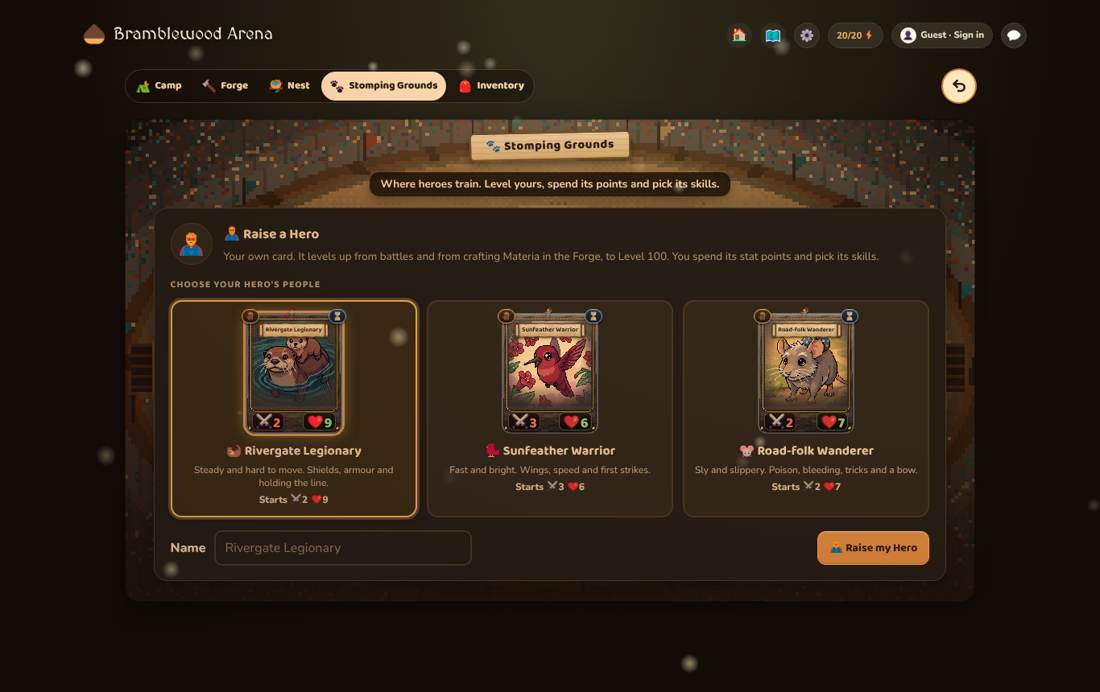 Bramblewood Arena
20/20
Guest · Sign in
Camp
Forge
Nest
Stomping Grounds
Inventory
Stomping Grounds
Where heroes train. Level yours, spend its points and pick its skills.
Raise a Hero
Your own card. It levels up from battles and from crafting Materia in the Forge, to Level 100. You spend its stat points and pick its skills.
CHOOSE YOUR HERO'S PEOPLE
Rivergate Legionary
2
9
Rivergate Legionary
Steady and hard to move. Shields, armour and
holding the line.
Starts 2 9
Sunfeather Warrior
3
6
Sunfeather Warrior
Fast and bright. Wings, speed and first strikes.
Starts 3 6
Road-folk Wanderer
2
7
Road-folk Wanderer
Sly and slippery. Poison, bleeding, tricks and a bow.
Starts 2 7
Name
Rivergate Legionary
Raise my Hero